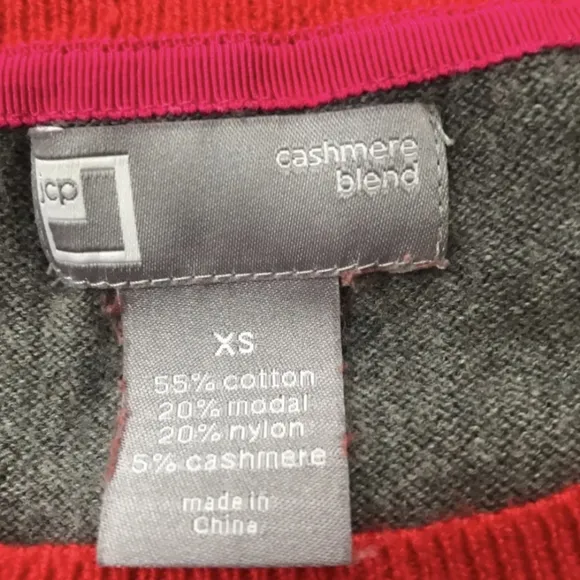 jcp
cashmere
blend
XS
55% cotton
20% modal
20% nylon
5% cashmere
made in
China